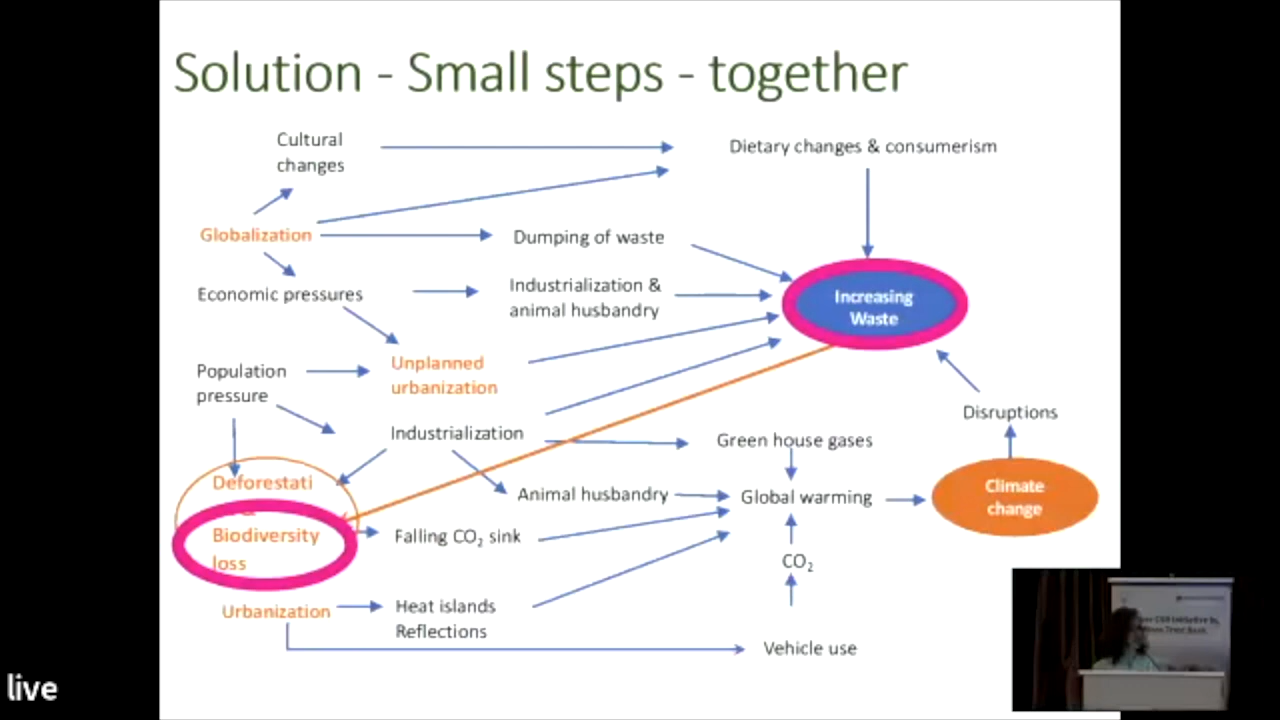 Solution - Small steps - together
Cultural
changes
Dietary changes & consumerism
Globalization
Dumping of waste
Economic pressures
Industrialization &
animal husbandry
Increasing
Waste
Population
pressure
Unplanned
urbanization
Disruptions
Industrialization
Green house gases
Deforestati
Animal husbandry
Global warming
Climate
change
Biodiversity
loss
Falling CO₂ sink
CO₂
Urbanization
Heat islands
Reflections
Vehicle use
live